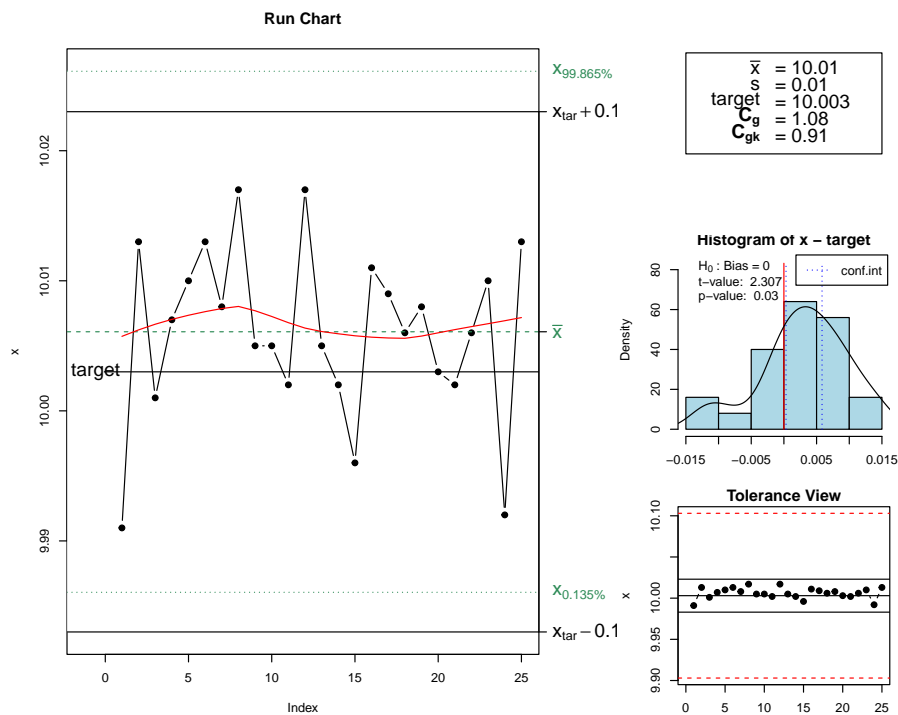 Run Chart
x
10.02
10.01
10.00
9.99
target
x99.865%
xtar+0.1
x̄
x0.135%
xtar−0.1
0 5 10 15 20 25
Index
x̄ = 10.01
s = 0.01
target = 10.003
Cg = 1.08
Cgk = 0.91
Histogram of x − target
H0 : Bias = 0
t−value: 2.307
p−value: 0.03
conf.int
Density
80
60
40
20
0
−0.015 −0.005 0.005 0.015
Tolerance View
x
10.10
10.00
9.95
9.90
0 5 10 15 20 25